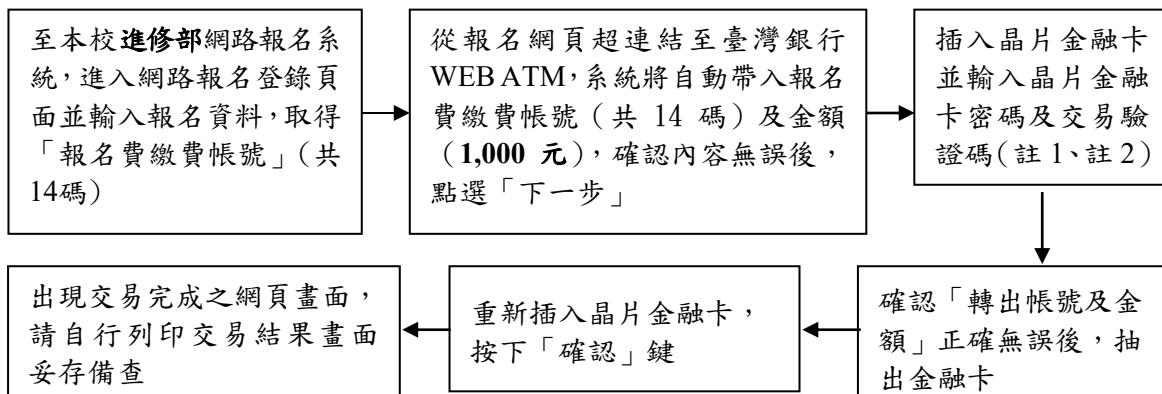 至本校進修部網路報名系
統，進入網路報名登錄頁
面並輸入報名資料，取得
「報名費繳費帳號」（共
14碼）
從報名網頁超連結至臺灣銀行
WEB ATM，系統將自動帶入報名
費繳費帳號（共 14 碼）及金額
（1,000 元），確認內容無誤後，
點選「下一步」
插入晶片金融卡
並輸入晶片金融
卡密碼及交易驗
證碼（註 1、註 2）
確認「轉出帳號及金
額」正確無誤後，抽
出金融卡
重新插入晶片金融卡，
按下「確認」鍵
出現交易完成之網頁畫面，
請自行列印交易結果畫面
妥存備查